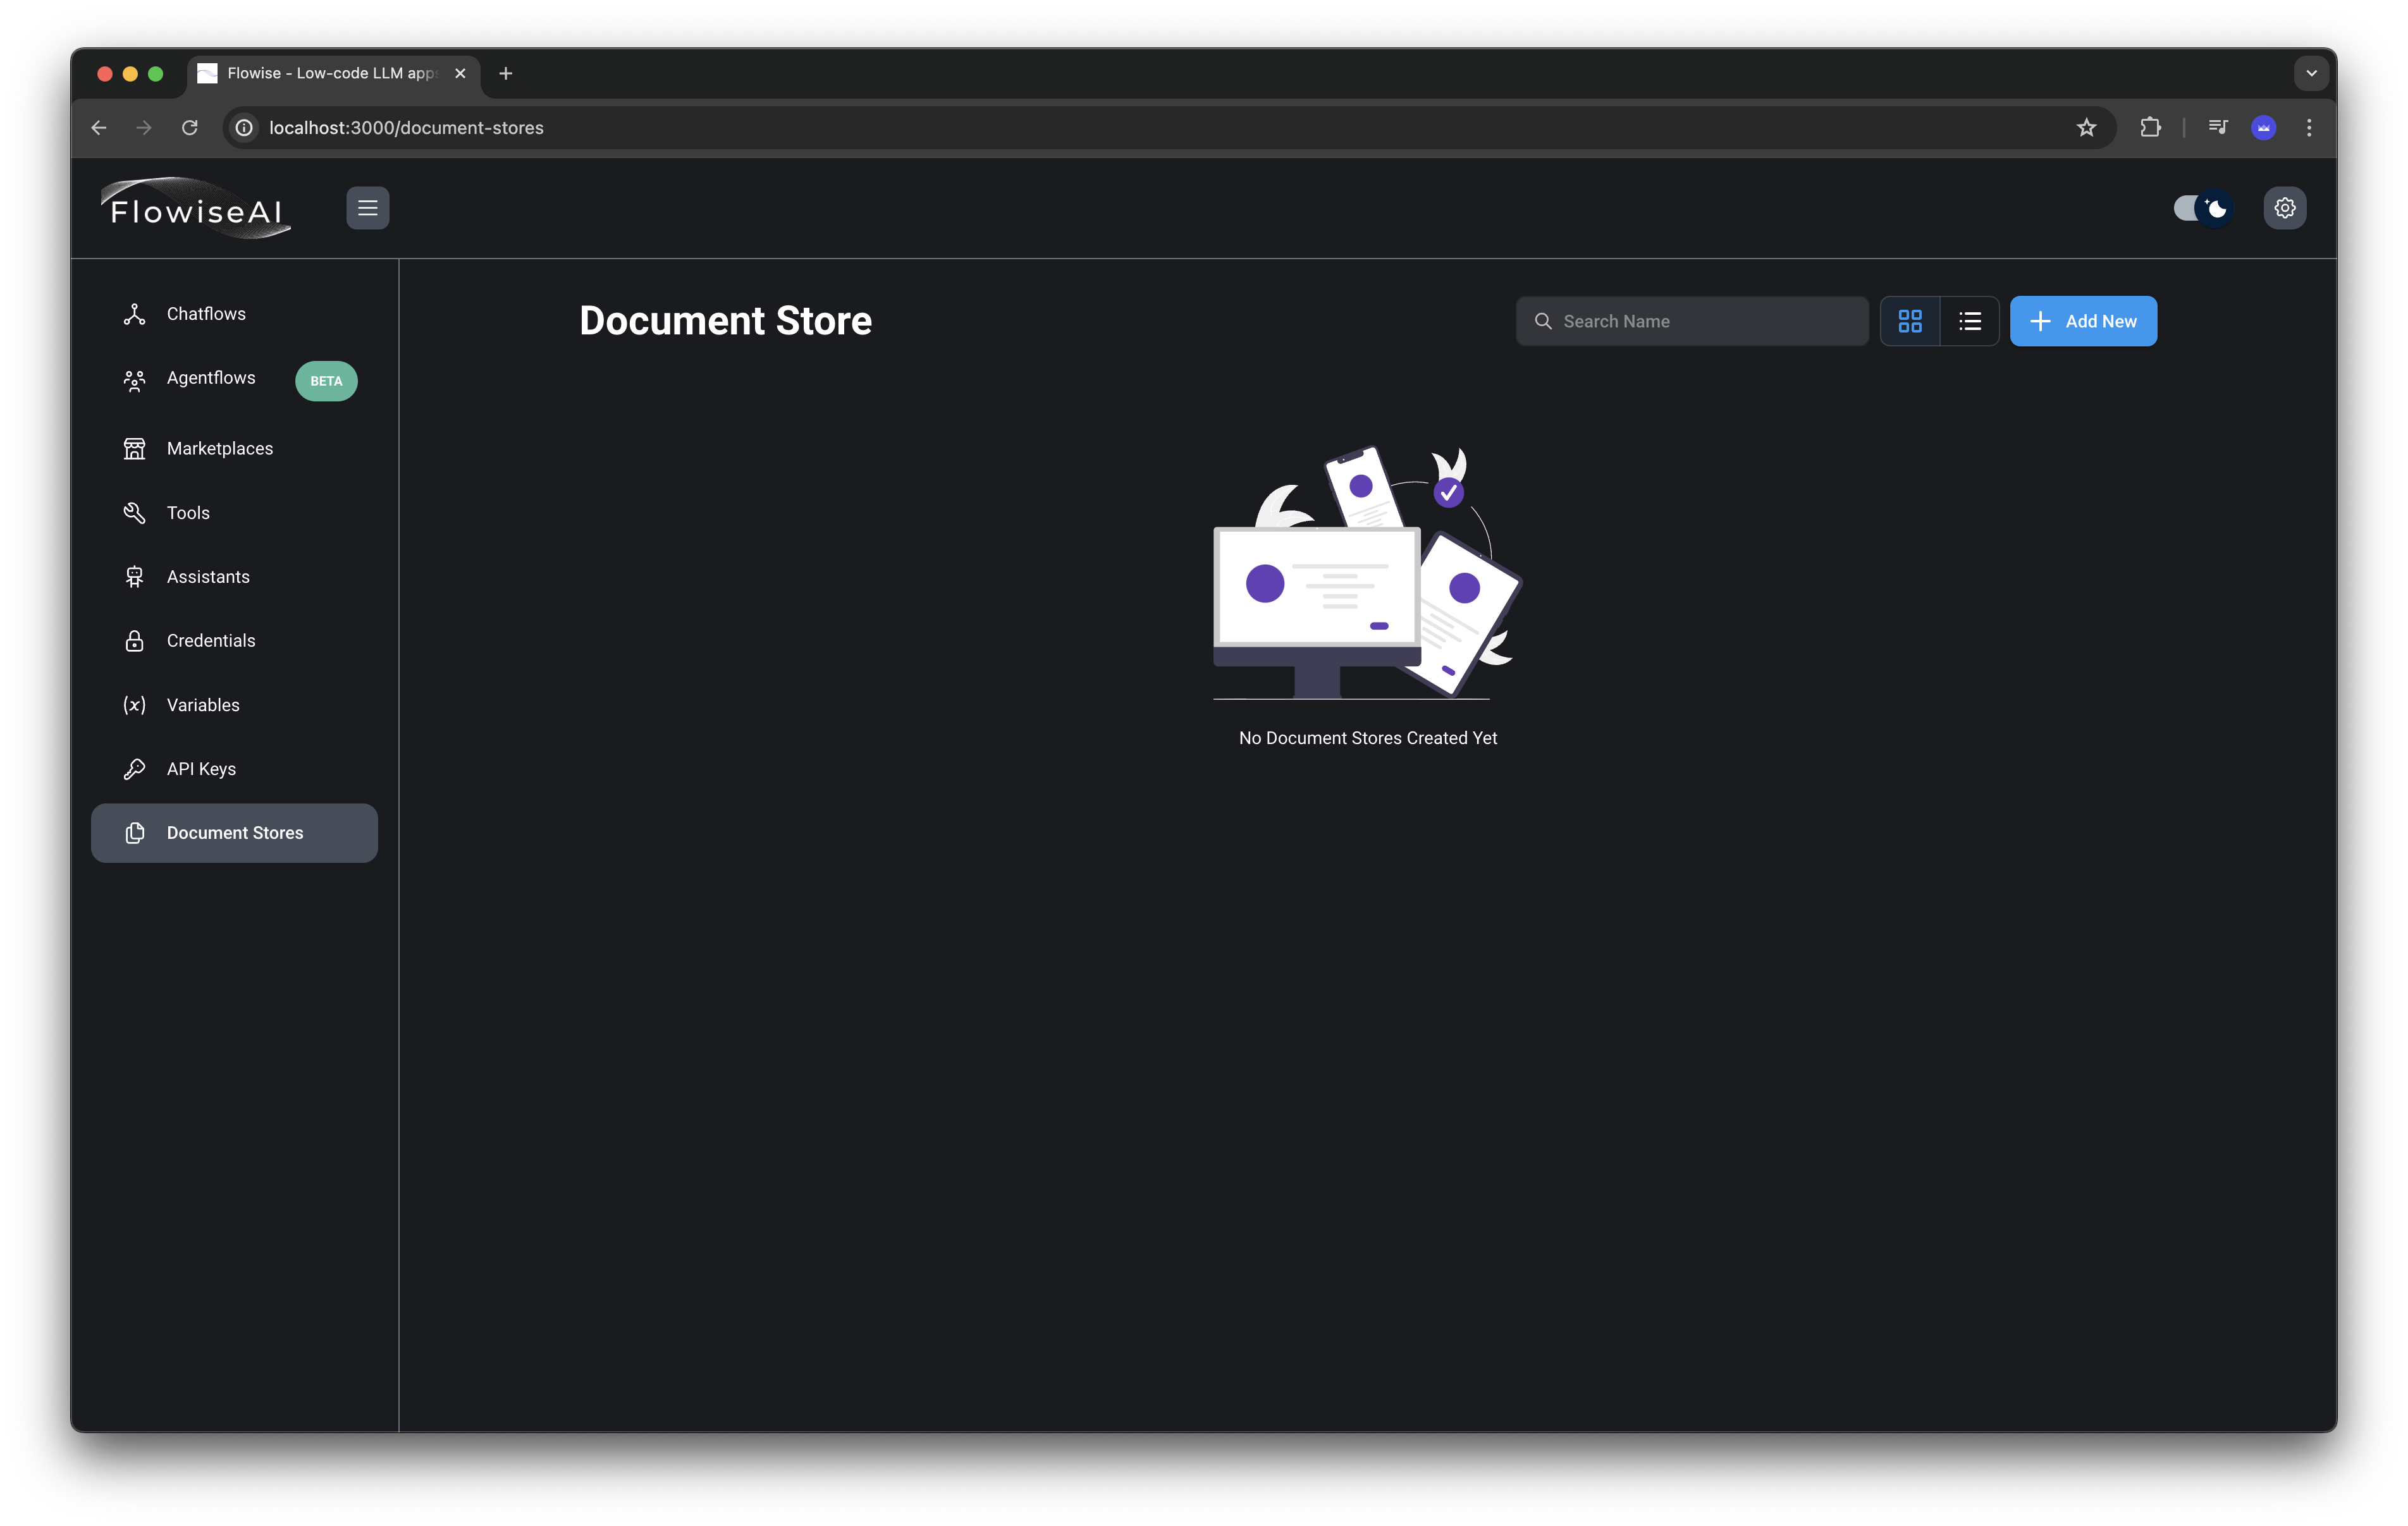 Flowise - Low-code LLM apps
localhost:3000/document-stores
FlowiseAI
Chatflows
Agentflows BETA
Marketplaces
Tools
Assistants
Credentials
(x) Variables
API Keys
Document Stores
Document Store
Search Name
Add New
No Document Stores Created Yet